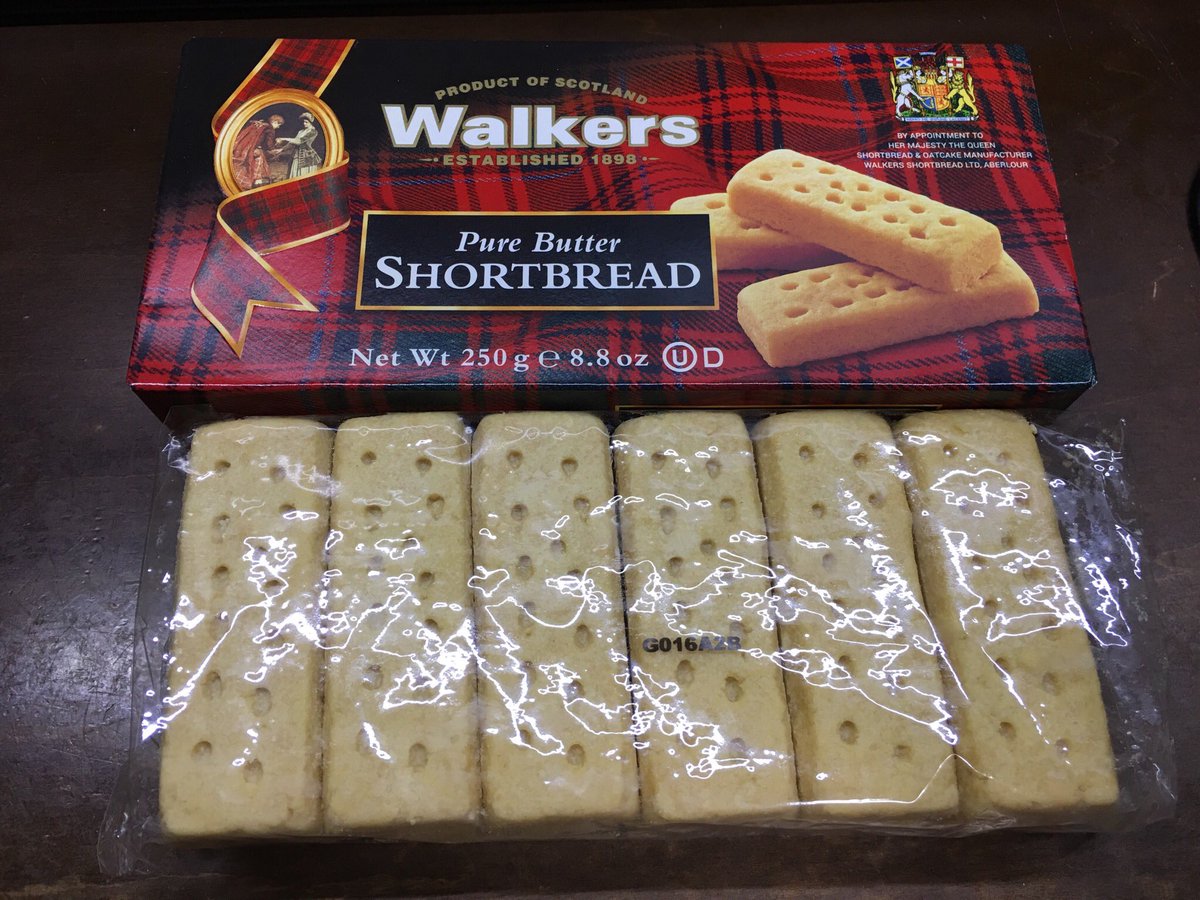 PRODUCT OF SCOTLAND
Walkers
ESTABLISHED 1898
BY APPOINTMENT TO
HER MAJESTY THE QUEEN
SHORTBREAD & OATCAKE MANUFACTURER
WALKERS SHORTBREAD LTD, ABERLOUR
Pure Butter
SHORTBREAD
Net Wt 250 g ℮ 8.8 oz Ⓤ D
G016A2B